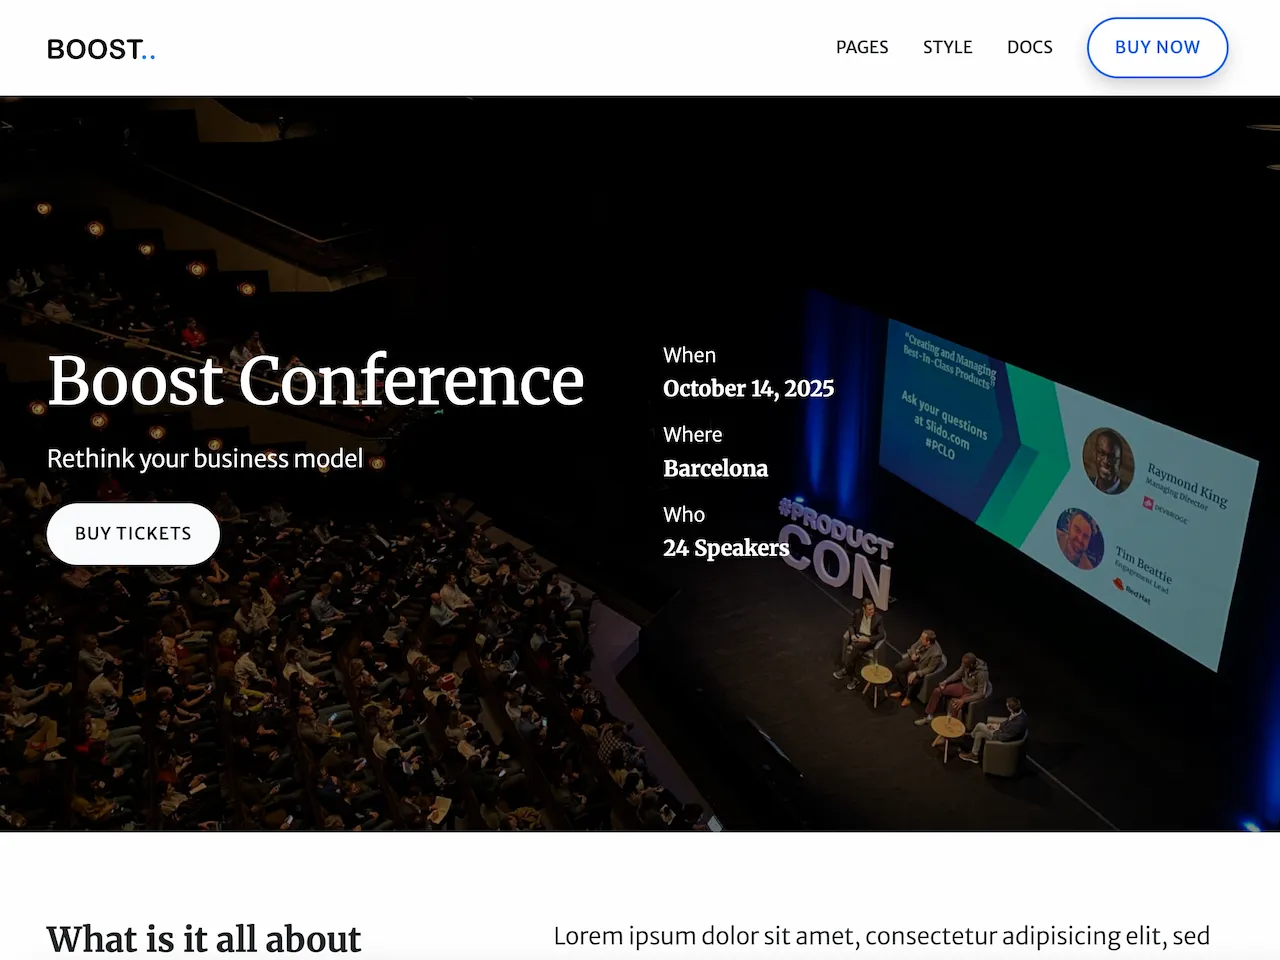 BOOST..
PAGES STYLE DOCS BUY NOW
Boost Conference
Rethink your business model
BUY TICKETS
When
October 14, 2025
Where
Barcelona
Who
24 Speakers
"Creating and Managing
Best-In-Class Products"
Ask your questions
at Slido.com
#PCLO
Raymond King
Managing Director
DEVBRIDGE
Tim Beattie
Engagement Lead
Red Hat
#PRODUCT
CON
What is it all about
Lorem ipsum dolor sit amet, consectetur adipisicing elit, sed